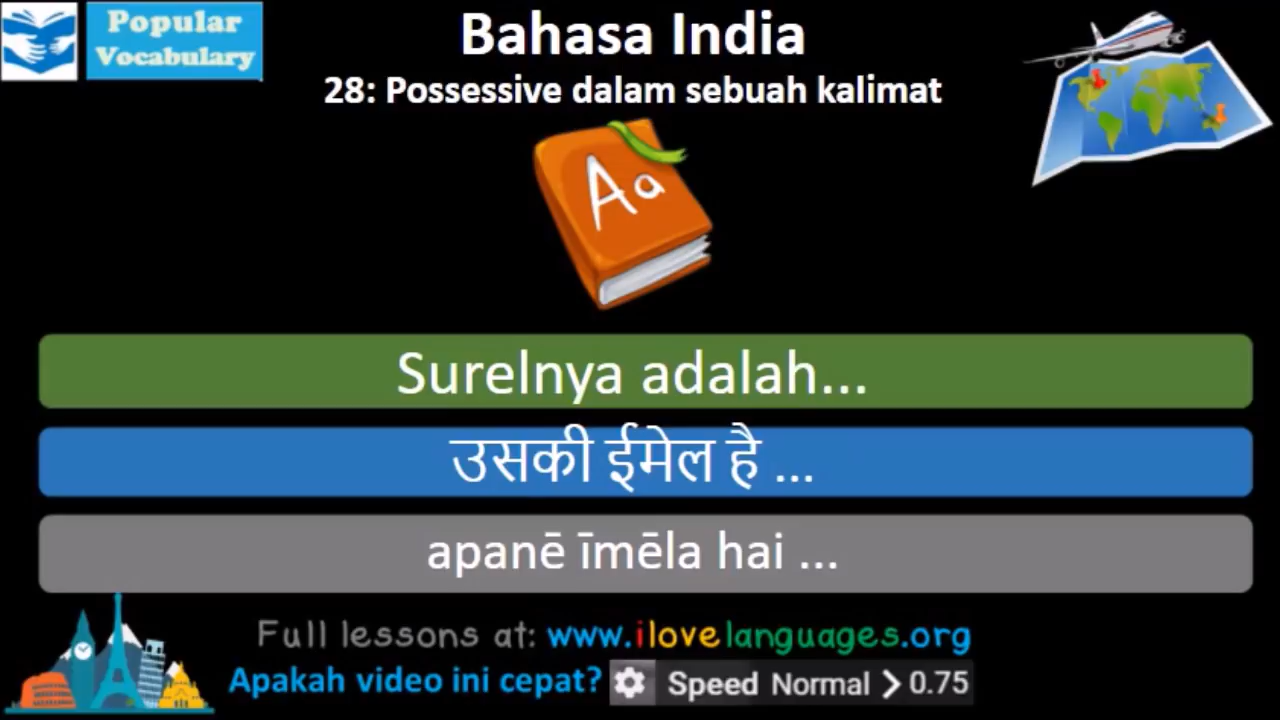 Popular
Vocabulary
Bahasa India
28: Possessive dalam sebuah kalimat
Aa
Surelnya adalah...
उसकी ईमेल है ...
apanē īmēla hai ...
Full lessons at: www.ilovelanguages.org
Apakah video ini cepat? Speed Normal > 0.75